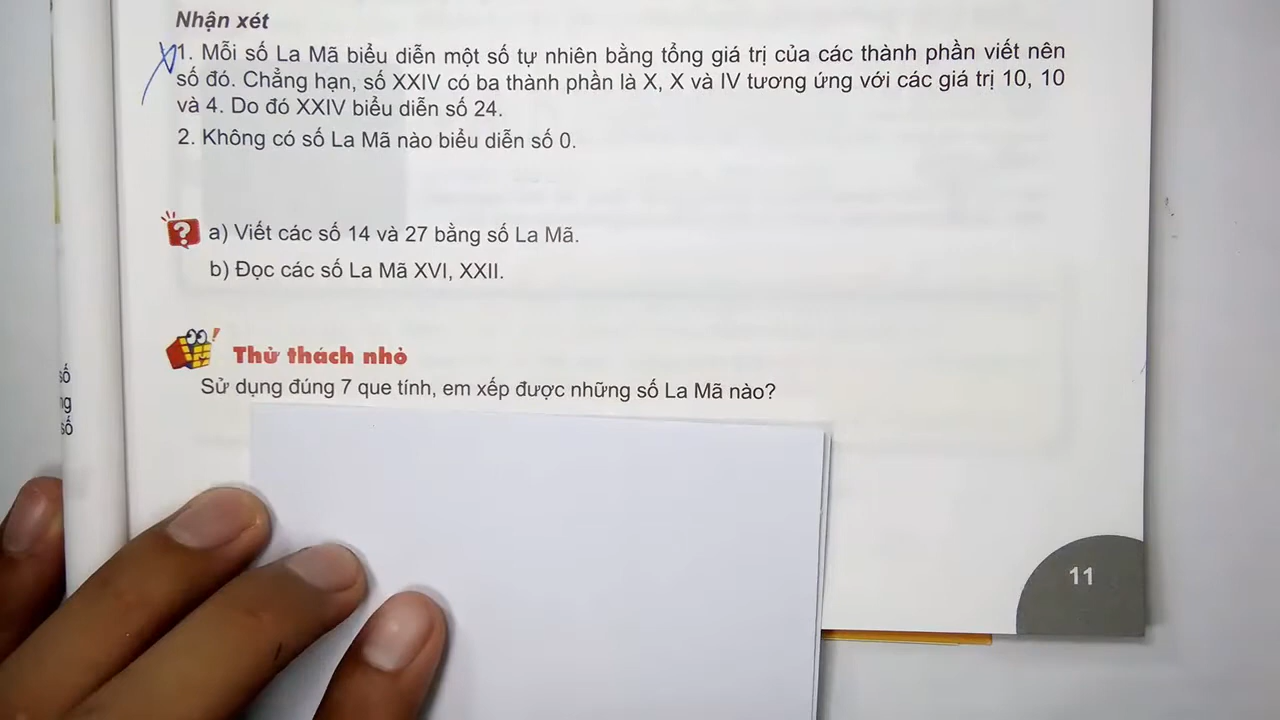 Nhận xét
1. Mỗi số La Mã biểu diễn một số tự nhiên bằng tổng giá trị của các thành phần viết nên
số đó. Chẳng hạn, số XXIV có ba thành phần là X, X và IV tương ứng với các giá trị 10, 10
và 4. Do đó XXIV biểu diễn số 24.
2. Không có số La Mã nào biểu diễn số 0.
? a) Viết các số 14 và 27 bằng số La Mã.
b) Đọc các số La Mã XVI, XXII.
Thử thách nhỏ
Sử dụng đúng 7 que tính, em xếp được những số La Mã nào?
số
ng
số
11